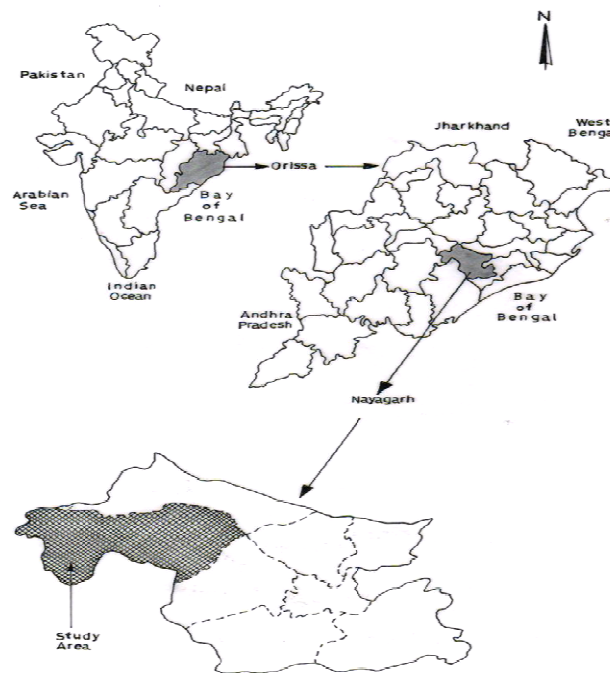 N
Pakistan
Nepal
Jharkhand
West
Bengal
Orissa
Arabian
Sea
Bay
of
Bengal
Indian
Ocean
Andhra
Pradesh
Bay
of
Bengal
Nayagarh
Study
Area